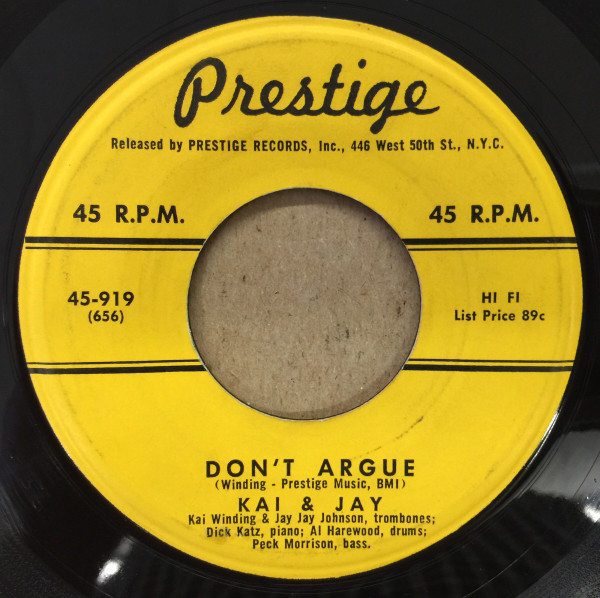 Prestige
Released by PRESTIGE RECORDS, Inc., 446 West 50th St., N.Y.C.
45 R.P.M. 45 R.P.M.
45-919 HI FI
(656) List Price 89c
DON'T ARGUE
(Winding - Prestige Music, BMI)
KAI & JAY
Kai Winding & Jay Jay Johnson, trombones;
Dick Katz, piano; Al Harewood, drums;
Peck Morrison, bass.